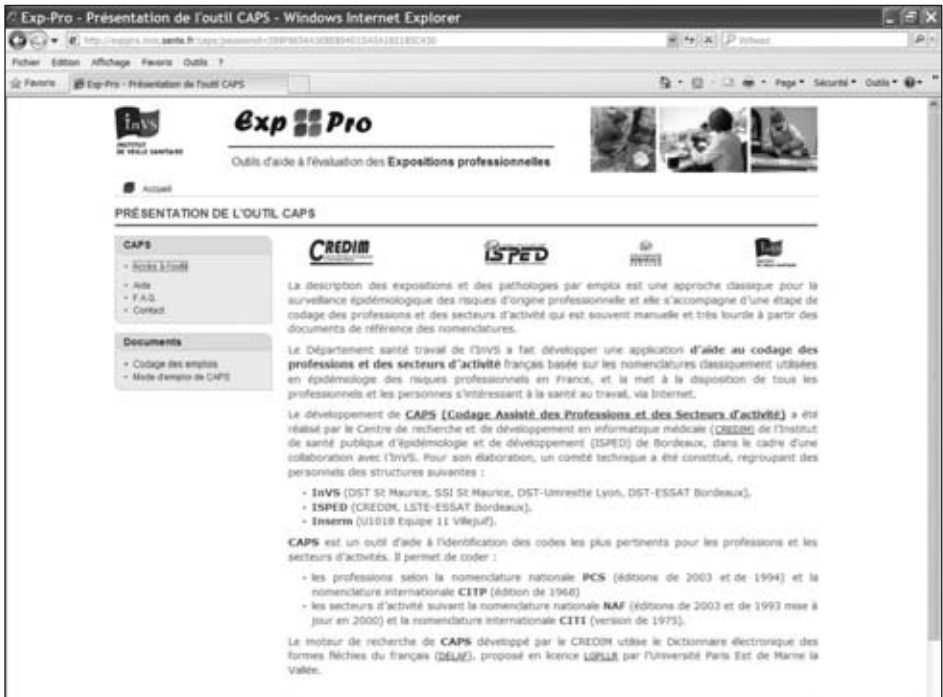 Exp-Pro - Présentation de l'outil CAPS - Windows Internet Explorer
Fichier Edition Affichage Favoris Outils ?
Favoris Exp-Pro - Présentation de l'outil CAPS Page Sécurité Outils
InVS
INSTITUT
DE VEILLE SANITAIRE
Exp Pro
Outils d'aide à l'évaluation des Expositions professionnelles
Accueil
PRÉSENTATION DE L'OUTIL CAPS
CAPS
Accès à l'outil
Aide
F.A.Q.
Contact
Documents
Codage des emplois
Mode d'emploi de CAPS
CREDIM
ISPED
InVS
La description des expositions et des pathologies par emploi est une approche classique pour la
surveillance épidémiologique des risques d'origine professionnelle et elle s'accompagne d'une étape de
codage des professions et des secteurs d'activité qui est souvent manuelle et très lourde à partir des
documents de référence des nomenclatures.
Le Département santé travail de l'InVS a fait développer une application d'aide au codage des
professions et des secteurs d'activité français basée sur les nomenclatures classiquement utilisées
en épidémiologie des risques professionnels en France, et la met à la disposition de tous les
professionnels et les personnes s'intéressant à la santé au travail, via Internet.
Le développement de CAPS (Codage Assisté des Professions et des Secteurs d'activité) a été
réalisé par le Centre de recherche et de développement en informatique médicale (CREDIM) de l'Institut
de santé publique d'épidémiologie et de développement (ISPED) de Bordeaux, dans le cadre d'une
collaboration avec l'InVS. Pour son élaboration, un comité technique a été constitué, regroupant des
personnels des structures suivantes :
InVS (DST St Maurice, SSI St Maurice, DST-Umrestte Lyon, DST-ESSAT Bordeaux),
ISPED (CREDIM, LSTE-ESSAT Bordeaux),
Inserm (U1018 Equipe 11 Villejuif).
CAPS est un outil d'aide à l'identification des codes les plus pertinents pour les professions et les
secteurs d'activités. Il permet de coder :
les professions selon la nomenclature nationale PCS (éditions de 2003 et de 1994) et la
nomenclature internationale CITP (édition de 1968)
les secteurs d'activité suivant la nomenclature nationale NAF (éditions de 2003 et de 1993 mise à
jour en 2000) et la nomenclature internationale CITI (version de 1975).
Le moteur de recherche de CAPS développé par le CREDIM utilise le Dictionnaire électronique des
formes fléchies du français (DELAF), proposé en licence LGPLLR par l'Université Paris Est de Marne la
Vallée.